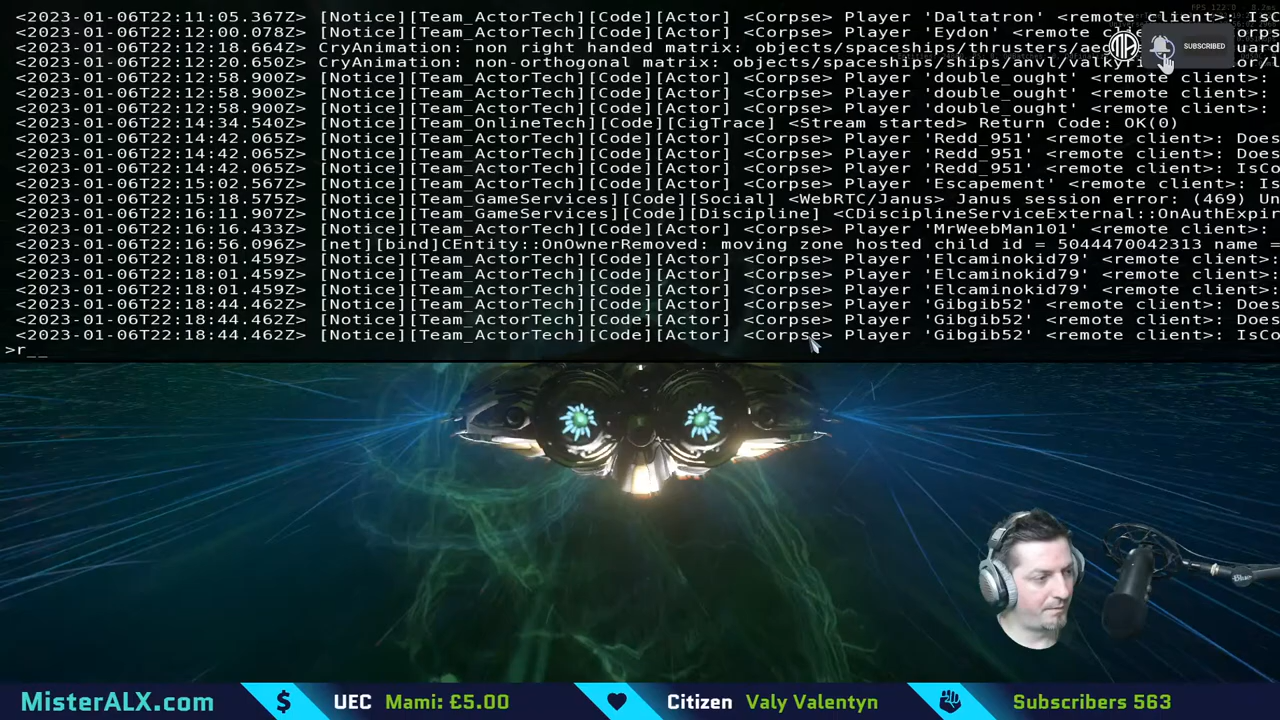 <2023-01-06T22:11:05.367Z> [Notice][Team_ActorTech][Code][Actor] <Corpse> Player 'Daltatron' <remote client>: IsC
<2023-01-06T22:12:00.078Z> [Notice][Team_ActorTech][Code][Actor] <Corpse> Player 'Eydon' <remote client>:
<2023-01-06T22:12:18.664Z> CryAnimation: non right handed matrix: objects/spaceships/thrusters/aeg
<2023-01-06T22:12:20.650Z> CryAnimation: non-orthogonal matrix: objects/spaceships/ships/anvl/valky
SUBSCRIBED
<2023-01-06T22:12:58.900Z> [Notice][Team_ActorTech][Code][Actor] <Corpse> Player 'double_ought' <remote client>:
<2023-01-06T22:12:58.900Z> [Notice][Team_ActorTech][Code][Actor] <Corpse> Player 'double_ought' <remote client>:
<2023-01-06T22:12:58.900Z> [Notice][Team_ActorTech][Code][Actor] <Corpse> Player 'double_ought' <remote client>:
<2023-01-06T22:14:34.540Z> [Notice][Team_OnlineTech][Code][CigTrace] <Stream started> Return Code: OK(0)
<2023-01-06T22:14:42.065Z> [Notice][Team_ActorTech][Code][Actor] <Corpse> Player 'Redd_951' <remote client>: Does
<2023-01-06T22:14:42.065Z> [Notice][Team_ActorTech][Code][Actor] <Corpse> Player 'Redd_951' <remote client>: Does
<2023-01-06T22:14:42.065Z> [Notice][Team_ActorTech][Code][Actor] <Corpse> Player 'Redd_951' <remote client>: IsCo
<2023-01-06T22:15:02.567Z> [Notice][Team_ActorTech][Code][Actor] <Corpse> Player 'Escapement' <remote client>: Is
<2023-01-06T22:15:18.575Z> [Notice][Team_GameServices][Code][Social] <WebRTC/Janus> Janus session error: (469) Un
<2023-01-06T22:16:11.907Z> [Notice][Team_GameServices][Code][Discipline] <CDisciplineServiceExternal::OnAuthExpir
<2023-01-06T22:16:16.433Z> [Notice][Team_ActorTech][Code][Actor] <Corpse> Player 'MrWeebMan101' <remote client>:
<2023-01-06T22:16:56.096Z> [net][bind]CEntity::OnOwnerRemoved: moving zone hosted child id = 5044470042313 name =
<2023-01-06T22:18:01.459Z> [Notice][Team_ActorTech][Code][Actor] <Corpse> Player 'Elcaminokid79' <remote client>:
<2023-01-06T22:18:01.459Z> [Notice][Team_ActorTech][Code][Actor] <Corpse> Player 'Elcaminokid79' <remote client>:
<2023-01-06T22:18:01.459Z> [Notice][Team_ActorTech][Code][Actor] <Corpse> Player 'Elcaminokid79' <remote client>:
<2023-01-06T22:18:44.462Z> [Notice][Team_ActorTech][Code][Actor] <Corpse> Player 'Gibgib52' <remote client>: Does
<2023-01-06T22:18:44.462Z> [Notice][Team_ActorTech][Code][Actor] <Corpse> Player 'Gibgib52' <remote client>: Does
<2023-01-06T22:18:44.462Z> [Notice][Team_ActorTech][Code][Actor] <Corpse> Player 'Gibgib52' <remote client>: IsCo
>r__
MisterALX.com $ UEC Mami: £5.00 Citizen Valy Valentyn Subscribers 563